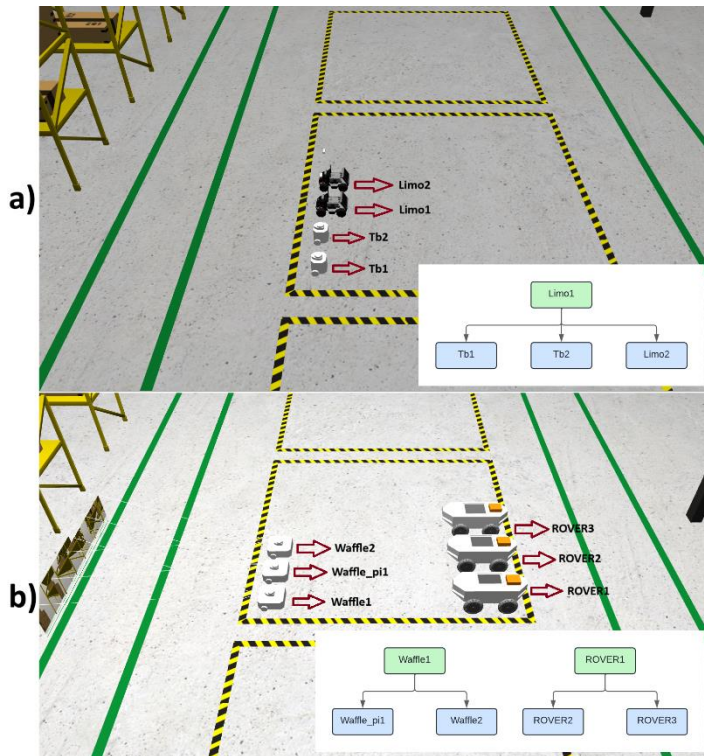 a)
Limo2
Limo1
Tb2
Tb1
Limo1
Tb1 Tb2 Limo2
b)
ROVER3
Waffle2
ROVER2
Waffle_pi1
ROVER1
Waffle1
Waffle1 ROVER1
Waffle_pi1 Waffle2 ROVER2 ROVER3